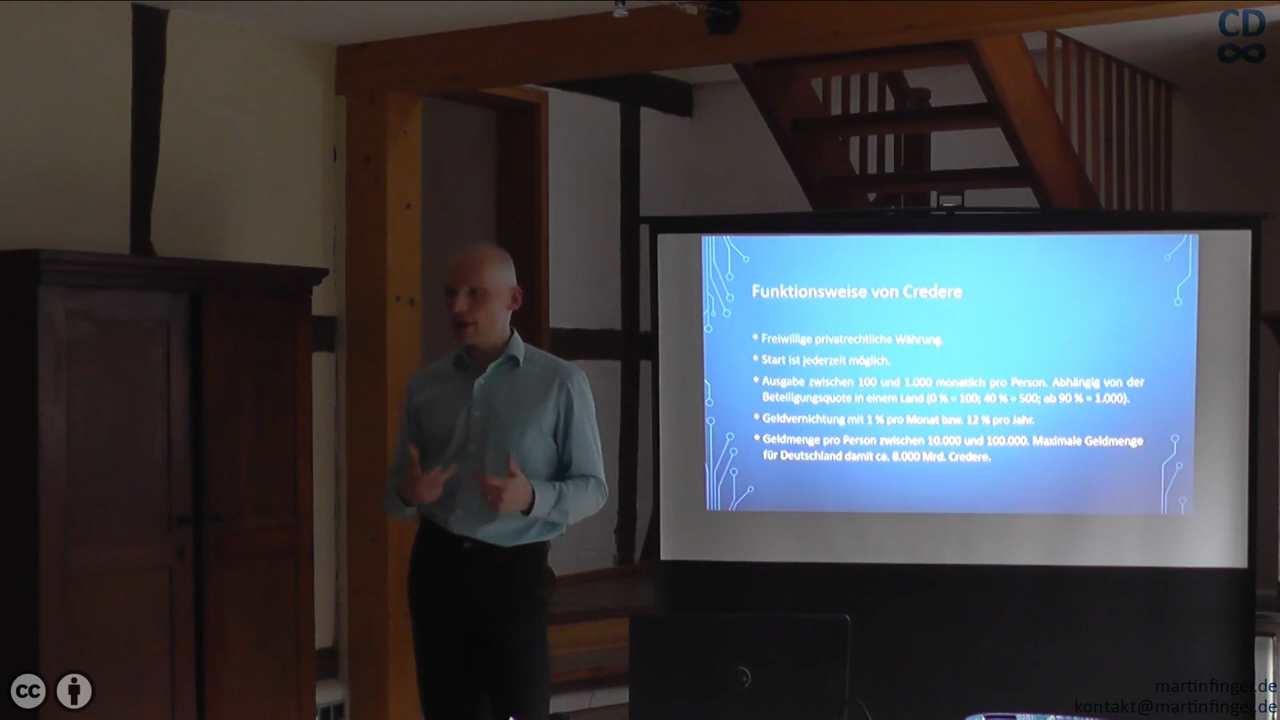 CD
Funktionsweise von Credere
• Freiwillige privatrechtliche Währung.
• Start ist jederzeit möglich.
• Ausgabe zwischen 100 und 1.000 monatlich pro Person. Abhängig von der
Beteiligungsquote in einem Land (0 % = 100; 40 % = 500; ab 90 % = 1.000).
• Geldvernichtung mit 1 % pro Monat bzw. 12 % pro Jahr.
• Geldmenge pro Person zwischen 10.000 und 100.000. Maximale Geldmenge
für Deutschland damit ca. 8.000 Mrd. Credere.
cc
martinfinger.de
kontakt@martinfinger.de